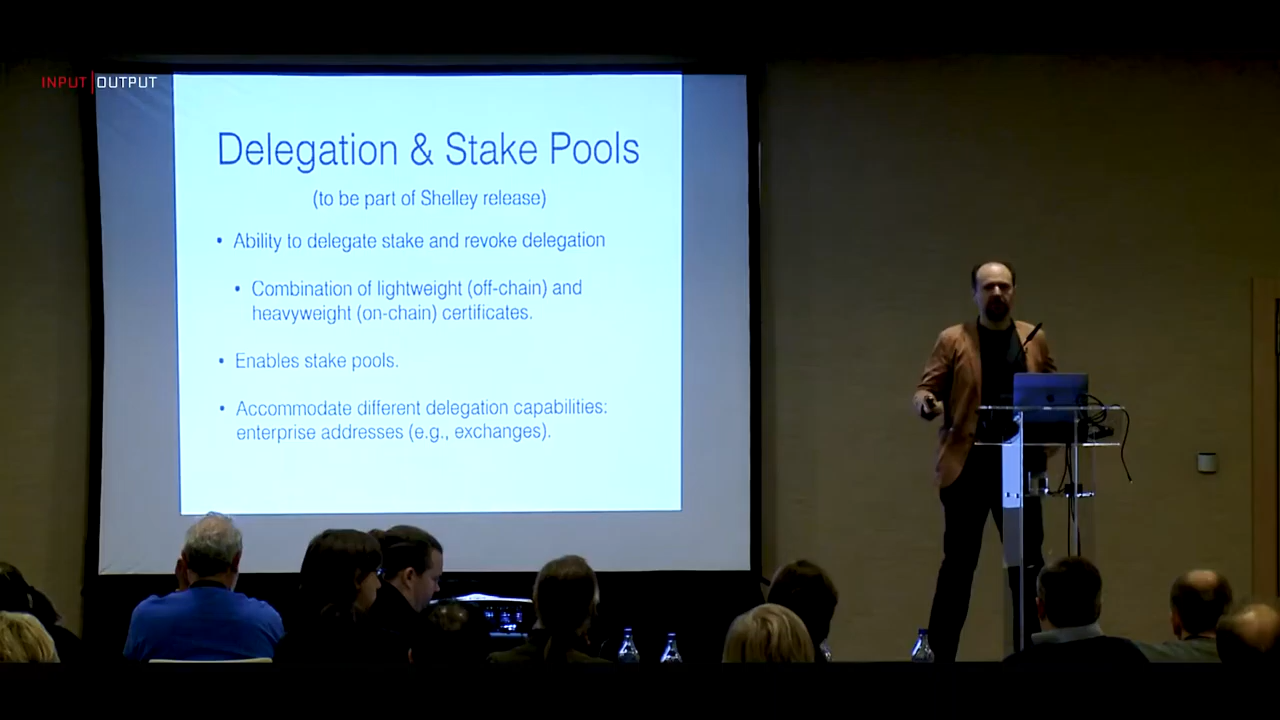 INPUT|OUTPUT
Delegation & Stake Pools
(to be part of Shelley release)
• Ability to delegate stake and revoke delegation
• Combination of lightweight (off-chain) and
heavyweight (on-chain) certificates.
• Enables stake pools.
• Accommodate different delegation capabilities:
enterprise addresses (e.g., exchanges).